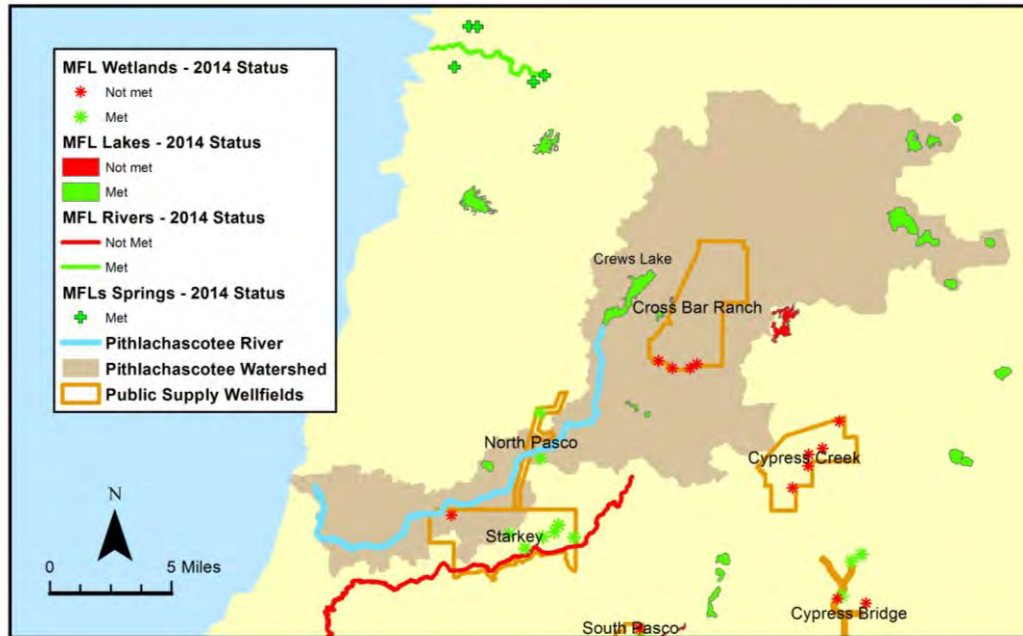 MFL Wetlands - 2014 Status
Not met
Met
MFL Lakes - 2014 Status
Not met
Met
MFL Rivers - 2014 Status
Not Met
Met
MFLs Springs - 2014 Status
Met
Pithlachascotee River
Pithlachascotee Watershed
Public Supply Wellfields
Crews Lake
Cross Bar Ranch
North Pasco
Cypress Creek
Starkey
N
0 5 Miles
Cypress Bridge
South Pasco